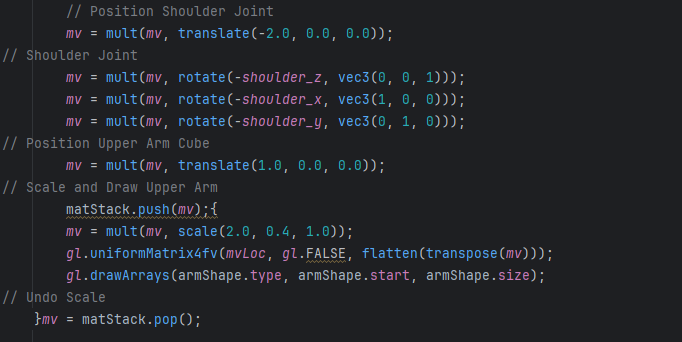 // Position Shoulder Joint
mv = mult(mv, translate(-2.0, 0.0, 0.0));
// Shoulder Joint
mv = mult(mv, rotate(-shoulder_z, vec3(0, 0, 1)));
mv = mult(mv, rotate(-shoulder_x, vec3(1, 0, 0)));
mv = mult(mv, rotate(-shoulder_y, vec3(0, 1, 0)));
// Position Upper Arm Cube
mv = mult(mv, translate(1.0, 0.0, 0.0));
// Scale and Draw Upper Arm
matStack.push(mv);{
mv = mult(mv, scale(2.0, 0.4, 1.0));
gl.uniformMatrix4fv(mvLoc, gl.FALSE, flatten(transpose(mv)));
gl.drawArrays(armShape.type, armShape.start, armShape.size);
// Undo Scale
}mv = matStack.pop();